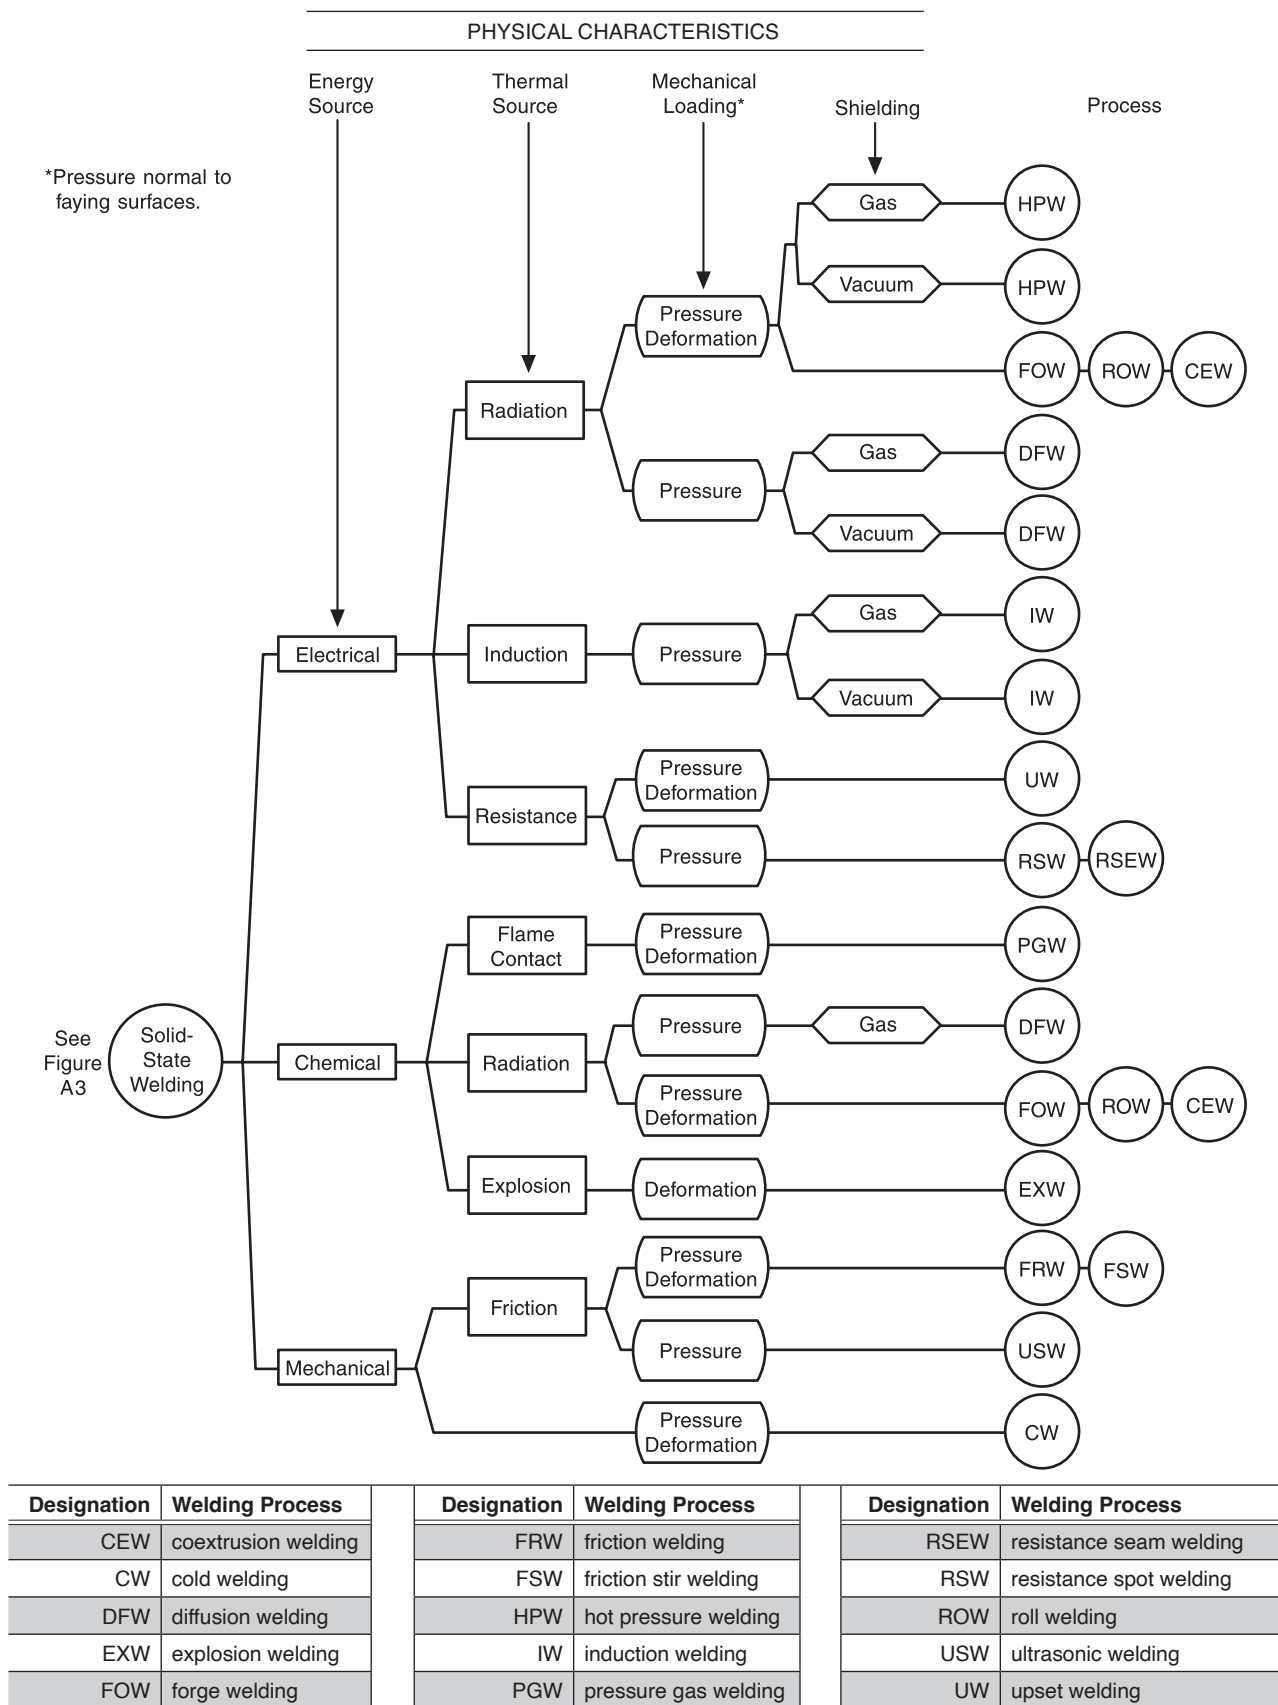 PHYSICAL CHARACTERISTICS
Energy
Source
Thermal
Source
Mechanical
Loading*
Shielding
Process
*Pressure normal to
faying surfaces.
Gas
HPW
Vacuum
HPW
Pressure
Deformation
FOW ROW CEW
Radiation
Gas
DFW
Pressure
Vacuum
DFW
Gas
IW
Electrical
Induction
Pressure
Vacuum
IW
Pressure
Deformation
UW
Resistance
Pressure
RSW RSEW
Flame
Contact
Pressure
Deformation
PGW
See
Figure
A3
Solid-
State
Welding
Chemical
Radiation
Pressure
Gas
DFW
Pressure
Deformation
FOW ROW CEW
Explosion
Deformation
EXW
Pressure
Deformation
FRW FSW
Friction
Pressure
USW
Mechanical
Pressure
Deformation
CW
Designation Welding Process Designation Welding Process Designation Welding Process
CEW coextrusion welding FRW friction welding RSEW resistance seam welding
CW cold welding FSW friction stir welding RSW resistance spot welding
DFW diffusion welding HPW hot pressure welding ROW roll welding
EXW explosion welding IW induction welding USW ultrasonic welding
FOW forge welding PGW pressure gas welding UW upset welding